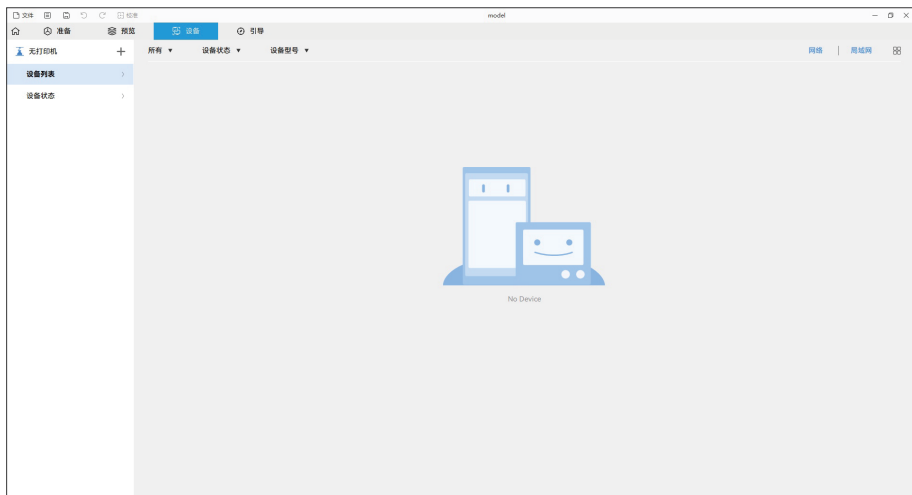 文件 校准 model
准备 预览 设备 引导
无打印机
所有 设备状态 设备型号 网络 | 局域网
设备列表
设备状态
No Device